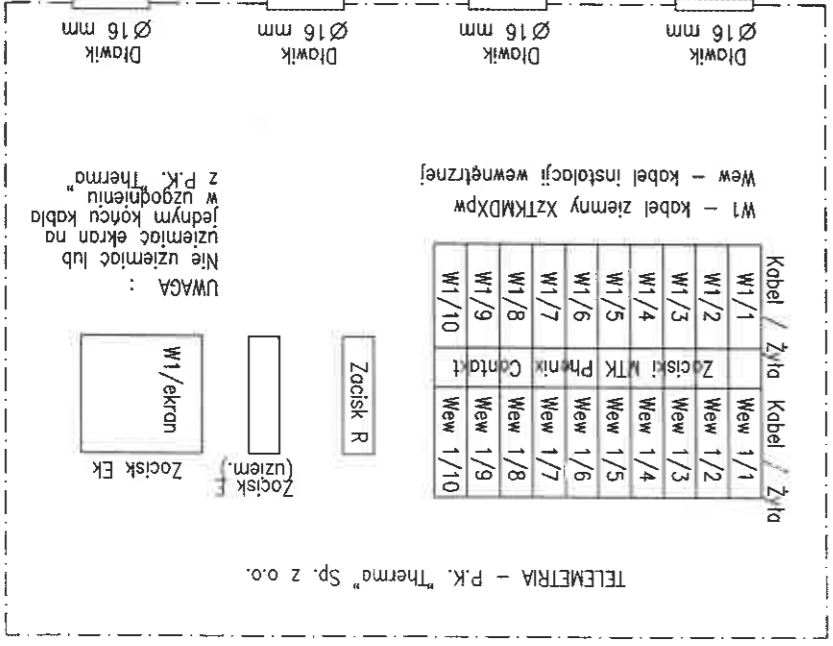 TELEMETRIA – P.K. "Therma" Sp. z o.o.
Kabel / Żyła
Wew 1/1
Wew 1/2
Wew 1/3
Wew 1/4
Wew 1/5
Wew 1/6
Wew 1/7
Wew 1/8
Wew 1/9
Wew 1/10
Zaciski MTK Phenix Contakt
Kabel / Żyła
W1/1
W1/2
W1/3
W1/4
W1/5
W1/6
W1/7
W1/8
W1/9
W1/10
Zacisk R
Zacisk E
(uziem.)
Zacisk Ek
W1/ekran
W1 – kabel ziemny XzTKMDXpw
Wew – kabel instalacji wewnętrznej
UWAGA :
Nie uziemiać lub
uziemiać ekran na
jednym końcu kabla
w uzgodnieniu
z P.K. "Therma"
Dławik
Ø16 mm
Dławik
Ø16 mm
Dławik
Ø16 mm
Dławik
Ø16 mm